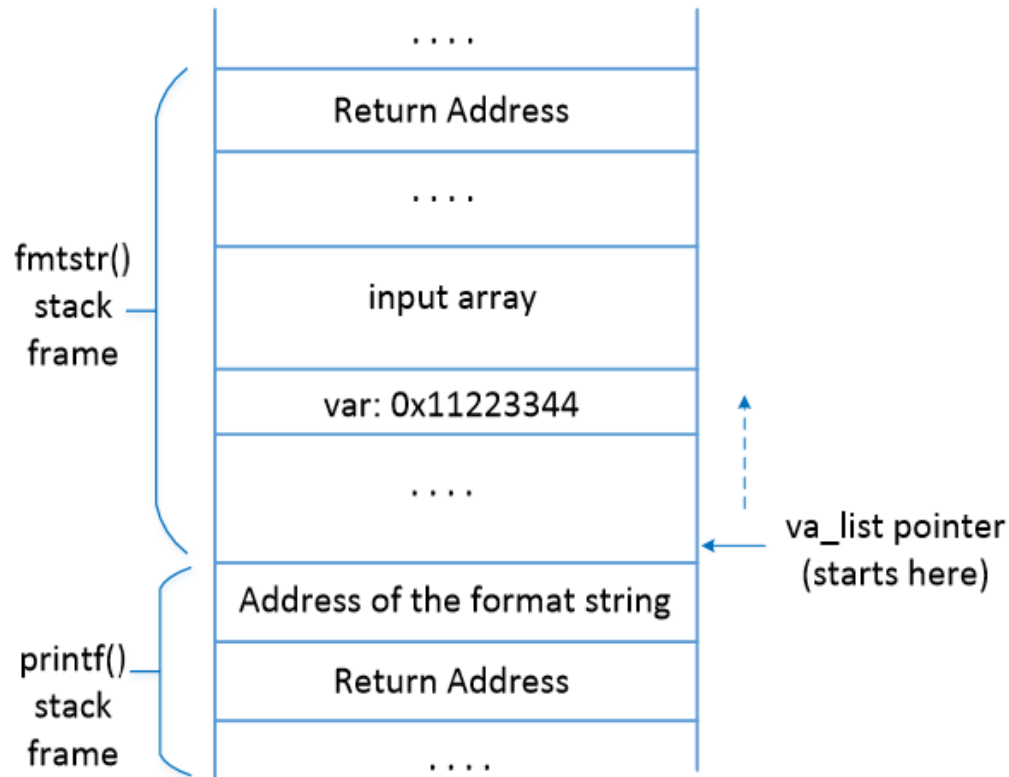 . . . .
Return Address
. . . .
fmtstr()
stack
frame
input array
var: 0x11223344
. . . .
va_list pointer
(starts here)
Address of the format string
printf()
stack
frame
Return Address
. . . .